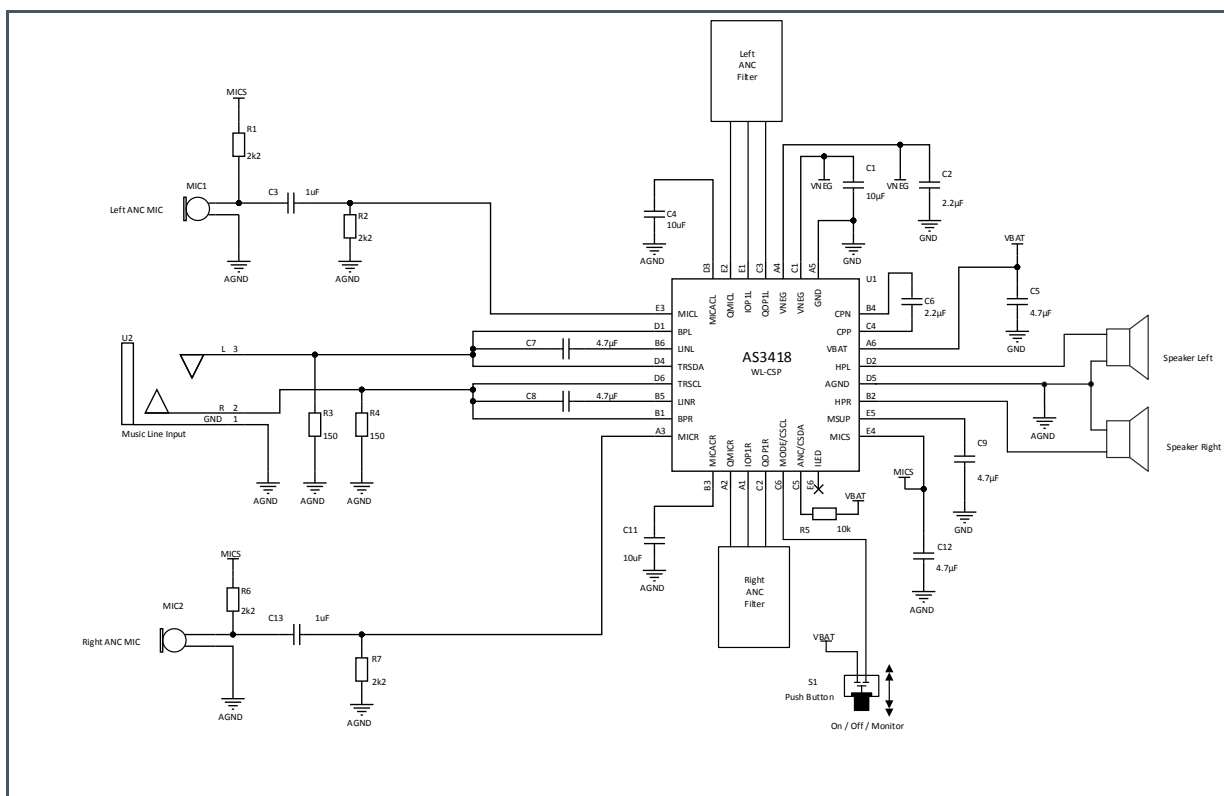 Left
ANC
Filter
MICS
R1
2k2
MIC1
C3
1uF
Left ANC MIC
R2
2k2
AGND
AGND
C4
10uF
AGND
VNEG
C1
10µF
GND
VNEG
C2
2.2µF
GND
VBAT
C5
4.7µF
GND
D3
E2
E1
C3
A4
C1
A5
U1
MICACL
QMICL
IOP1L
QOP1L
VNEG
VNEG
GND
E3
MICL
D1
BPL
B6
LINL
D4
TRSDA
D6
TRSCL
B5
LINR
B1
BPR
A3
MICR
AS3418
WL-CSP
CPN
B4
CPP
C4
VBAT
A6
HPL
D2
AGND
D5
HPR
B2
MSUP
E5
MICS
E4
C6
2.2µF
C7
4.7µF
C8
4.7µF
U2
L 3
R 2
GND 1
Music Line Input
R3
150
R4
150
AGND
AGND
AGND
Speaker Left
AGND
Speaker Right
C9
4.7µF
GND
MICS
C12
4.7µF
AGND
MICACR
QMICR
IOP1R
QOP1R
MODE/CSCL
ANC/CSDA
ILED
B3
A2
A1
C2
C6
C5
E6
C11
10uF
AGND
R5
10k
VBAT
Right
ANC
Filter
MICS
R6
2k2
MIC2
C13
1uF
Right ANC MIC
R7
2k2
AGND
AGND
VBAT
S1
Push Button
On / Off / Monitor